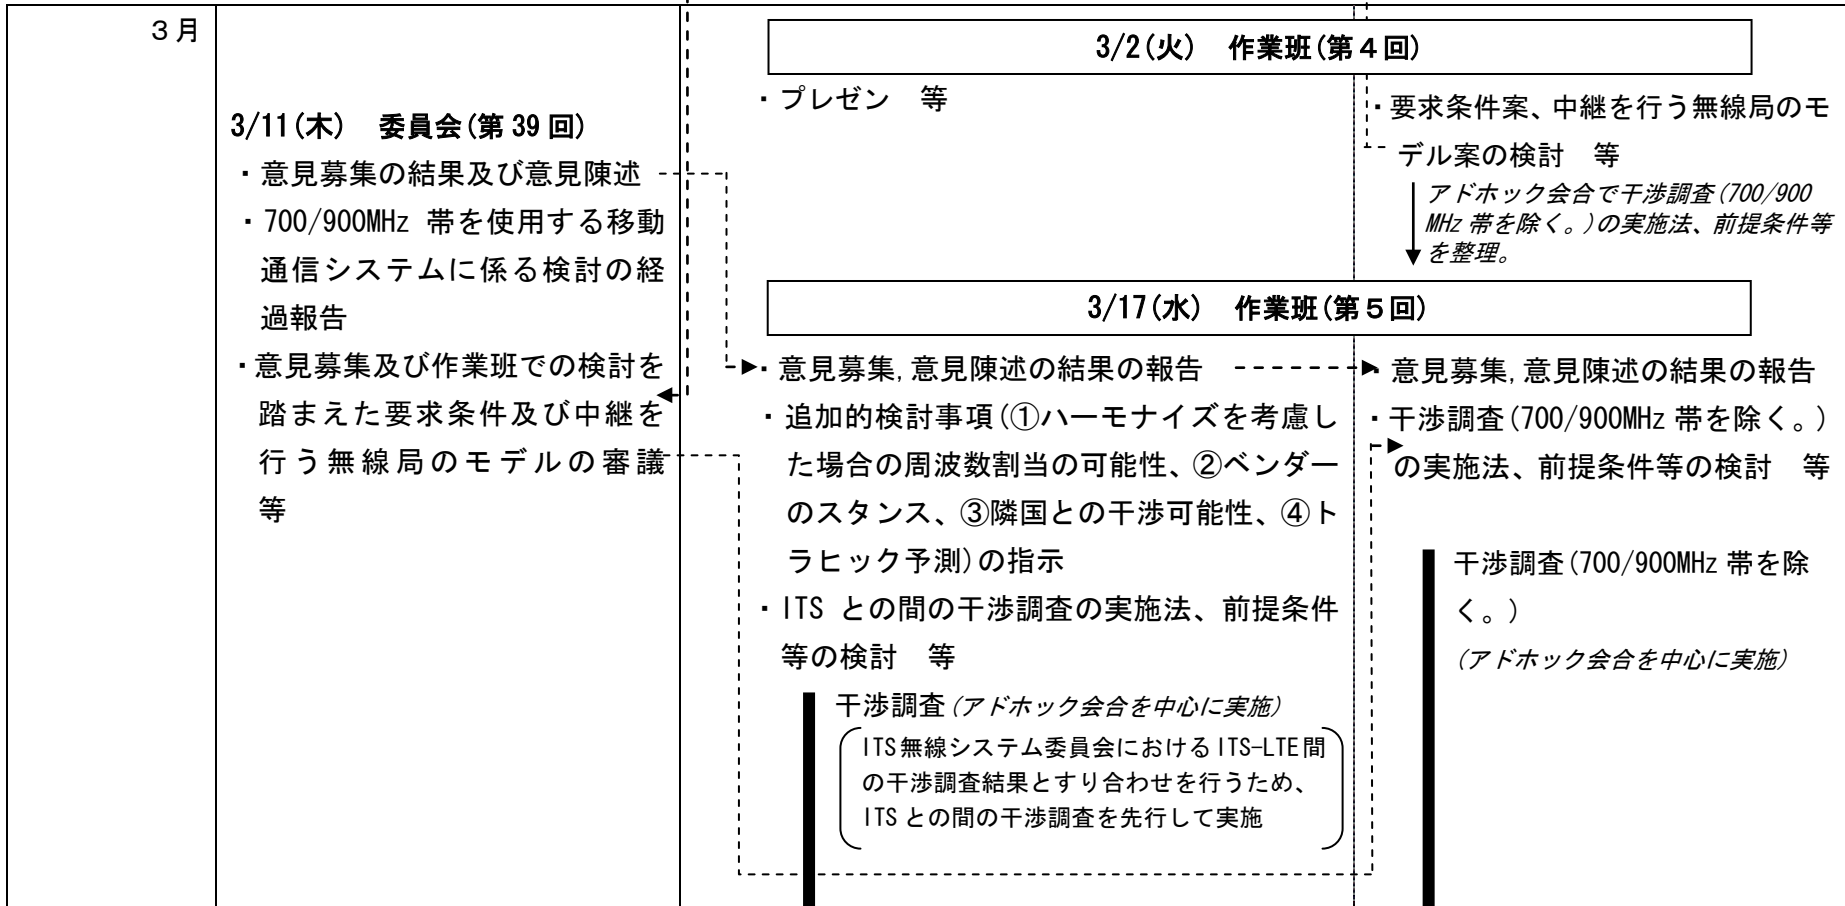 ３月
3/11(木)　委員会(第 39 回)
・意見募集の結果及び意見陳述
・700/900MHz 帯を使用する移動
通信システムに係る検討の経
過報告
・意見募集及び作業班での検討を
踏まえた要求条件及び中継を
行う無線局のモデルの審議
等
3/2(火)　作業班(第４回)
・プレゼン　等
・要求条件案、中継を行う無線局のモ
デル案の検討　等
アドホック会合で干渉調査(700/900
MHz 帯を除く。)の実施法、前提条件等
を整理。
3/17(水)　作業班(第５回)
・意見募集,意見陳述の結果の報告
・追加的検討事項(①ハーモナイズを考慮し
た場合の周波数割当の可能性、②ベンダー
のスタンス、③隣国との干渉可能性、④ト
ラヒック予測)の指示
・ITS との間の干渉調査の実施法、前提条件
等の検討　等
干渉調査(アドホック会合を中心に実施)
ITS無線システム委員会におけるITS-LTE間
の干渉調査結果とすり合わせを行うため、
ITS との間の干渉調査を先行して実施
・意見募集,意見陳述の結果の報告
・干渉調査(700/900MHz 帯を除く。)
の実施法、前提条件等の検討　等
干渉調査(700/900MHz 帯を除
く。)
(アドホック会合を中心に実施)